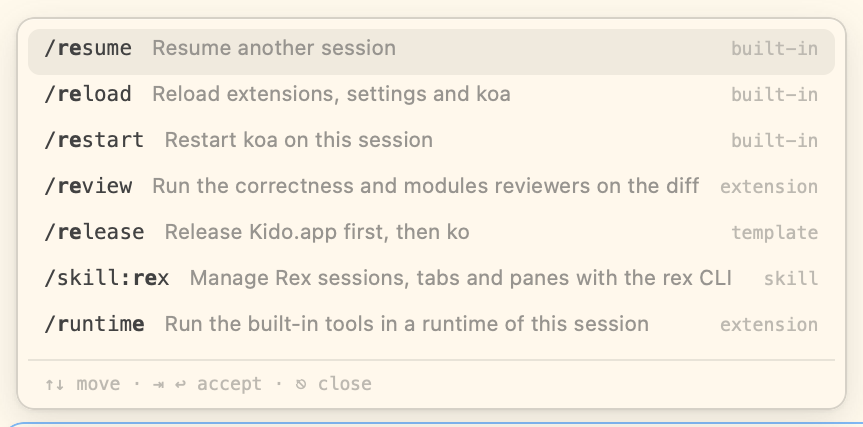 /resume Resume another session built-in
/reload Reload extensions, settings and koa built-in
/restart Restart koa on this session built-in
/review Run the correctness and modules reviewers on the diff extension
/release Release Kido.app first, then ko template
/skill:rex Manage Rex sessions, tabs and panes with the rex CLI skill
/runtime Run the built-in tools in a runtime of this session extension
↑↓ move · ⇥ ↩ accept · ⎋ close